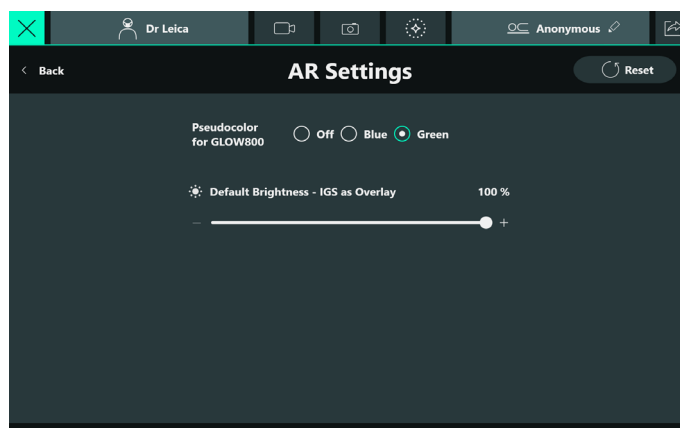 Dr Leica
Anonymous
Back
AR Settings
Reset
Pseudocolor
for GLOW800
Off
Blue
Green
Default Brightness - IGS as Overlay
100 %
− +